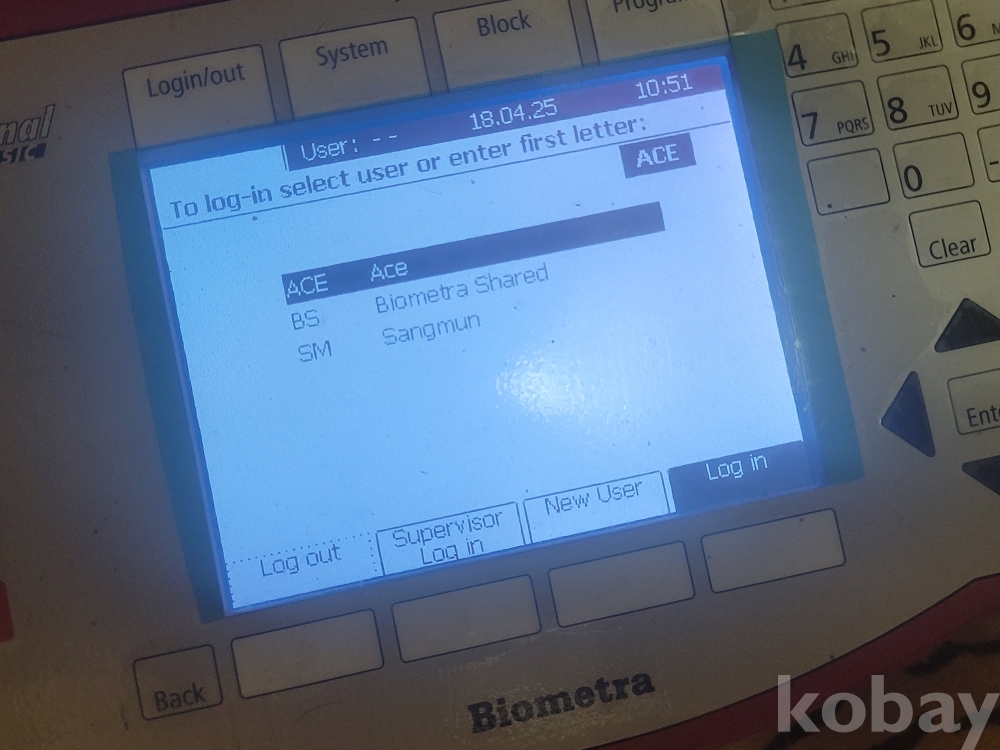 Login/out
System
Block
User: - -
18.04.25
10:51
To log-in select user or enter first letter:
ACE
ACE Ace
BS Biometra Shared
SM Sangmun
Log out
Supervisor
Log in
New User
Log in
4 GHI
5 JKL
6
7 PQRS
8 TUV
9
.
0
-
Clear
Back
Biometra
kobay